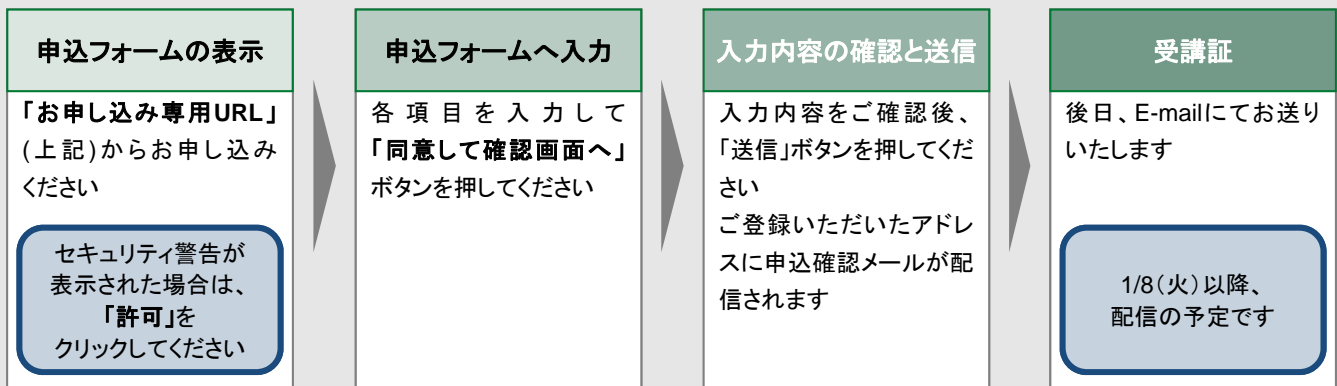 申込フォームの表示
「お申し込み専用URL」
(上記)からお申し込み
ください
セキュリティ警告が
表示された場合は、
「許可」を
クリックしてください
申込フォームへ入力
各項目を入力して
「同意して確認画面へ」
ボタンを押してください
入力内容の確認と送信
入力内容をご確認後、
「送信」ボタンを押してくだ
さい
ご登録いただいたアドレ
スに申込確認メールが配
信されます
受講証
後日、E-mailにてお送り
いたします
1/8(火)以降、
配信の予定です